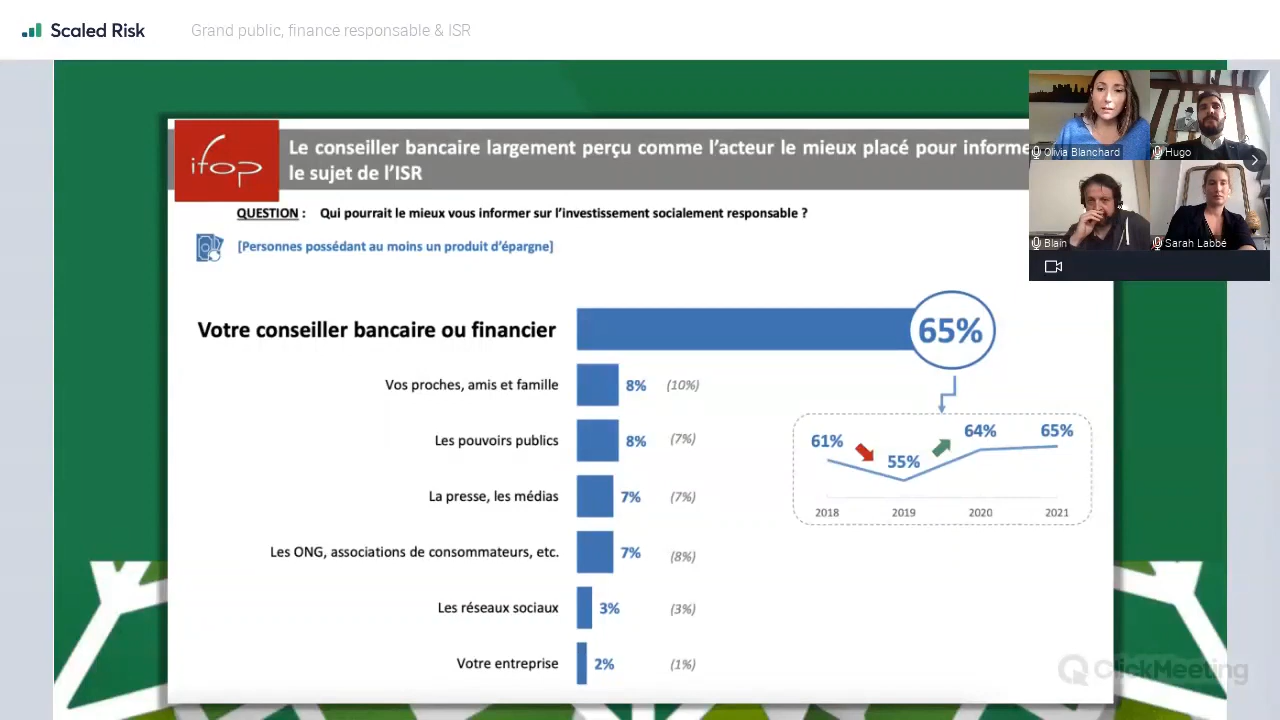 Scaled Risk
Grand public, finance responsable & ISR
ifop
Le conseiller bancaire largement perçu comme l'acteur le mieux placé pour informe
le sujet de l'ISR
QUESTION : Qui pourrait le mieux vous informer sur l'investissement socialement responsable ?
[Personnes possédant au moins un produit d'épargne]
Olivia Blanchard
Hugo
Blain
Sarah Labbé
Votre conseiller bancaire ou financier 65%
Vos proches, amis et famille 8% (10%)
Les pouvoirs publics 8% (7%)
La presse, les médias 7% (7%)
Les ONG, associations de consommateurs, etc. 7% (8%)
Les réseaux sociaux 3% (3%)
Votre entreprise 2% (1%)
61% 55% 64% 65%
2018 2019 2020 2021
ClickMeeting